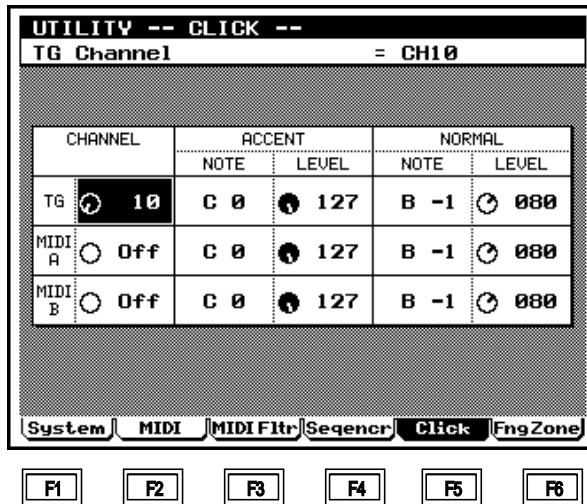 UTILITY -- CLICK --
TG Channel = CH10
CHANNEL ACCENT NORMAL
NOTE LEVEL NOTE LEVEL
TG 10 C 0 127 B -1 080
MIDI A Off C 0 127 B -1 080
MIDI B Off C 0 127 B -1 080
System MIDI MIDI Fltr Seqencr Click FngZone
F1 F2 F3 F4 F5 F6